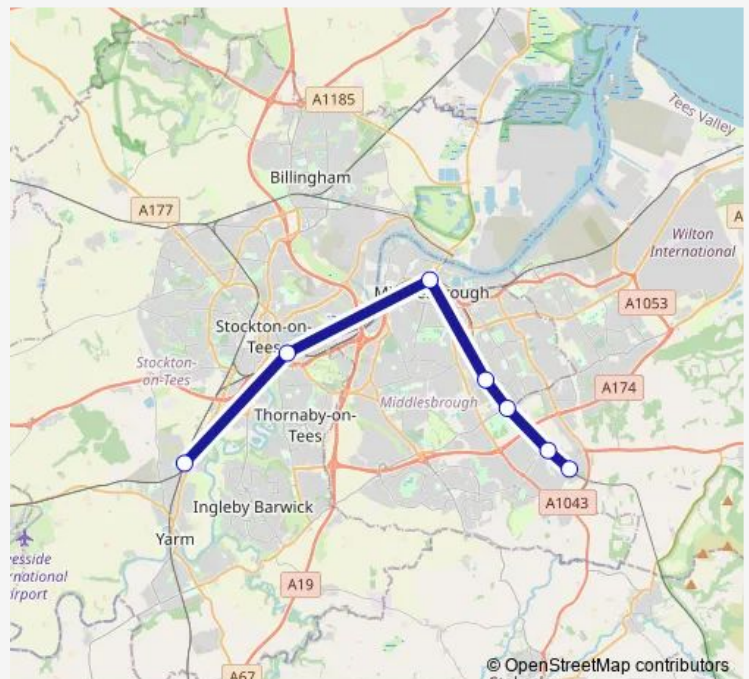 A1185
Tees Valley
Billingham
A177
Wilton
International
A1053
Stockton-on-
Tees
Stockton-
on-Tees
A174
Middlesbrough
Thornaby-on-
Tees
Ingleby Barwick
A1043
Yarm
A19
A67
© OpenStreetMap contributors